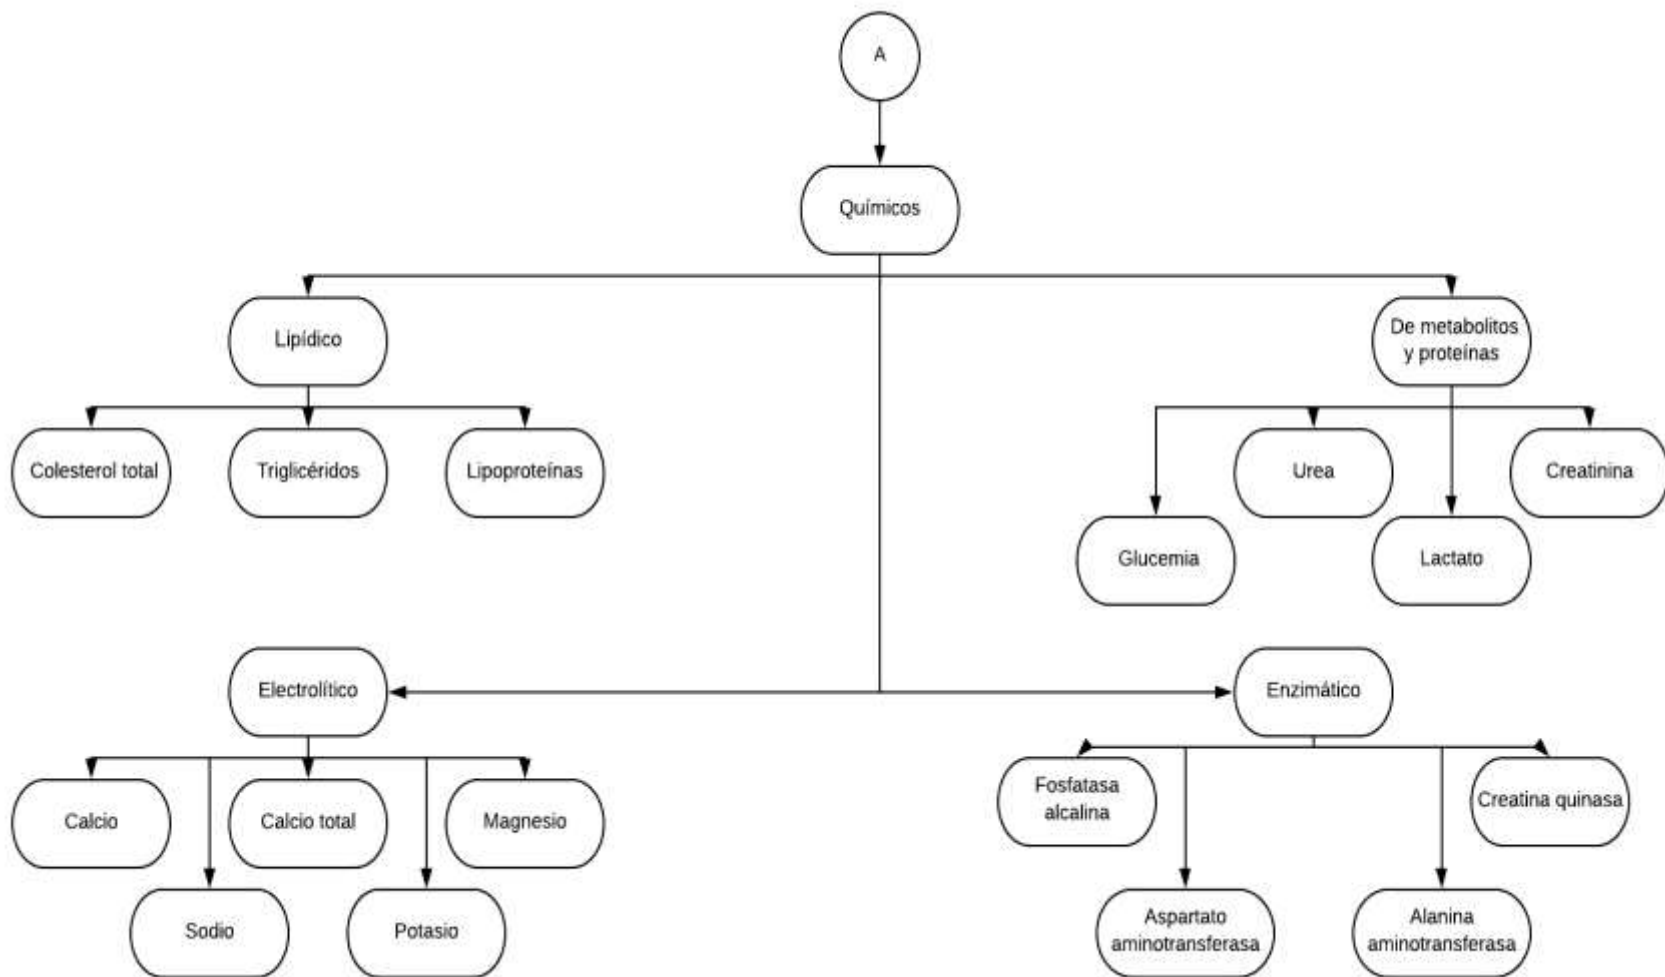 A
Químicos
Lipídico
De metabolitos
y proteínas
Colesterol total
Triglicéridos
Lipoproteínas
Urea
Creatinina
Glucemia
Lactato
Electrolítico
Enzimático
Calcio
Calcio total
Magnesio
Fosfatasa
alcalina
Creatina quinasa
Sodio
Potasio
Aspartato
aminotransferasa
Alanina
aminotransferasa